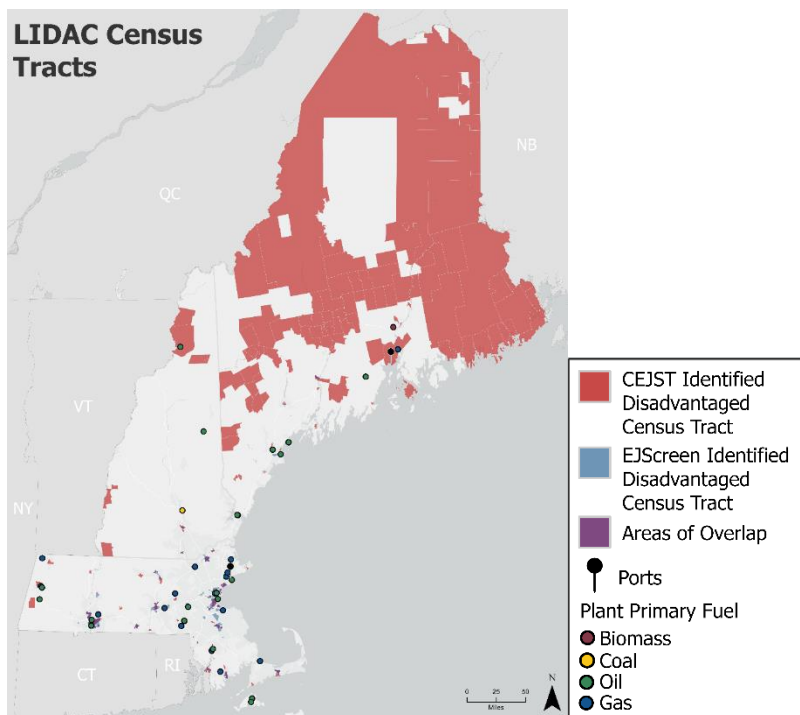 LIDAC Census
Tracts
NB
QC
VT
NY
CT
RI
0 25 50
Miles
N
CEJST Identified
Disadvantaged
Census Tract
EJScreen Identified
Disadvantaged
Census Tract
Areas of Overlap
Ports
Plant Primary Fuel
Biomass
Coal
Oil
Gas